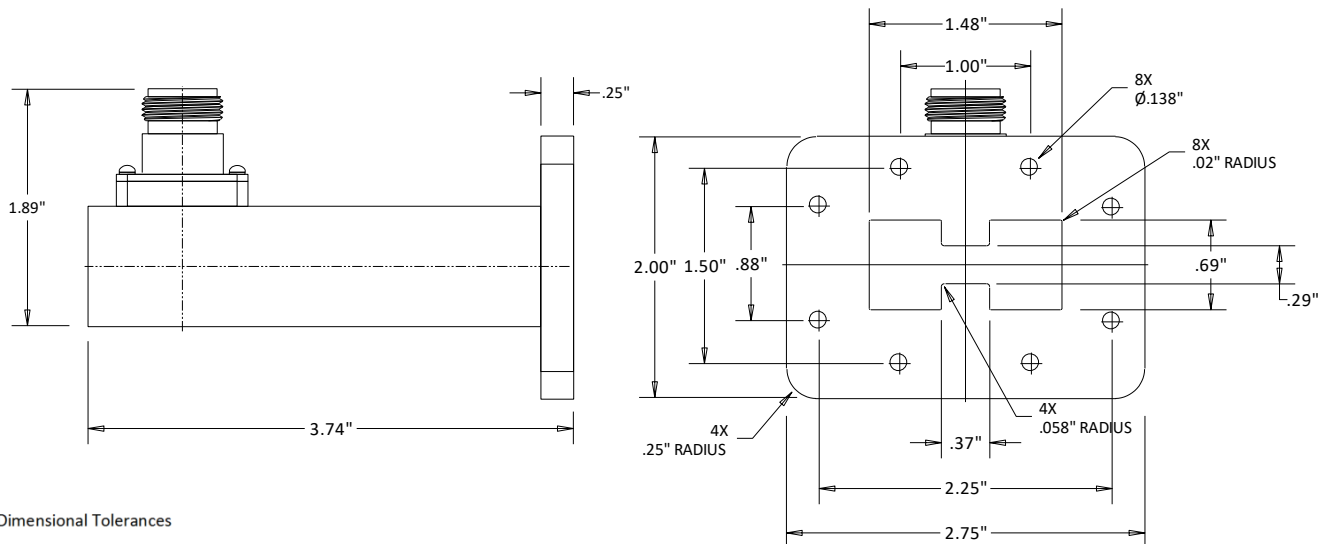 1.48"
1.00"
8X
Ø.138"
.25"
8X
.02" RADIUS
1.89"
2.00"
1.50"
.88"
.69"
.29"
4X
.058" RADIUS
4X
.25" RADIUS
3.74"
.37"
2.25"
2.75"
Dimensional Tolerances